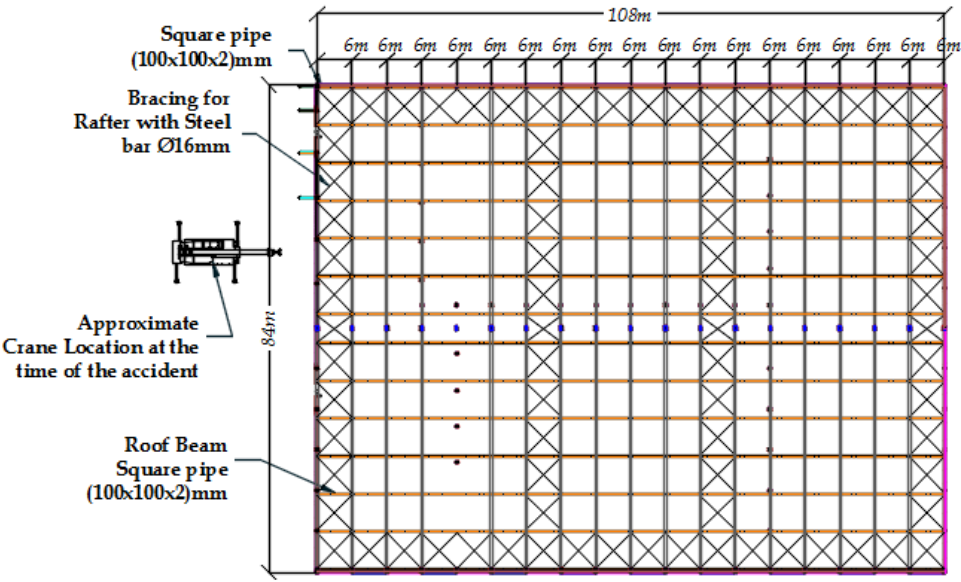 108m
Square pipe
(100x100x2)mm
6m 6m 6m 6m 6m 6m 6m 6m 6m 6m 6m 6m 6m 6m 6m 6m 6m 6m
Bracing for
Rafter with Steel
bar Ø16mm
Approximate
Crane Location at the
time of the accident
84m
Roof Beam
Square pipe
(100x100x2)mm